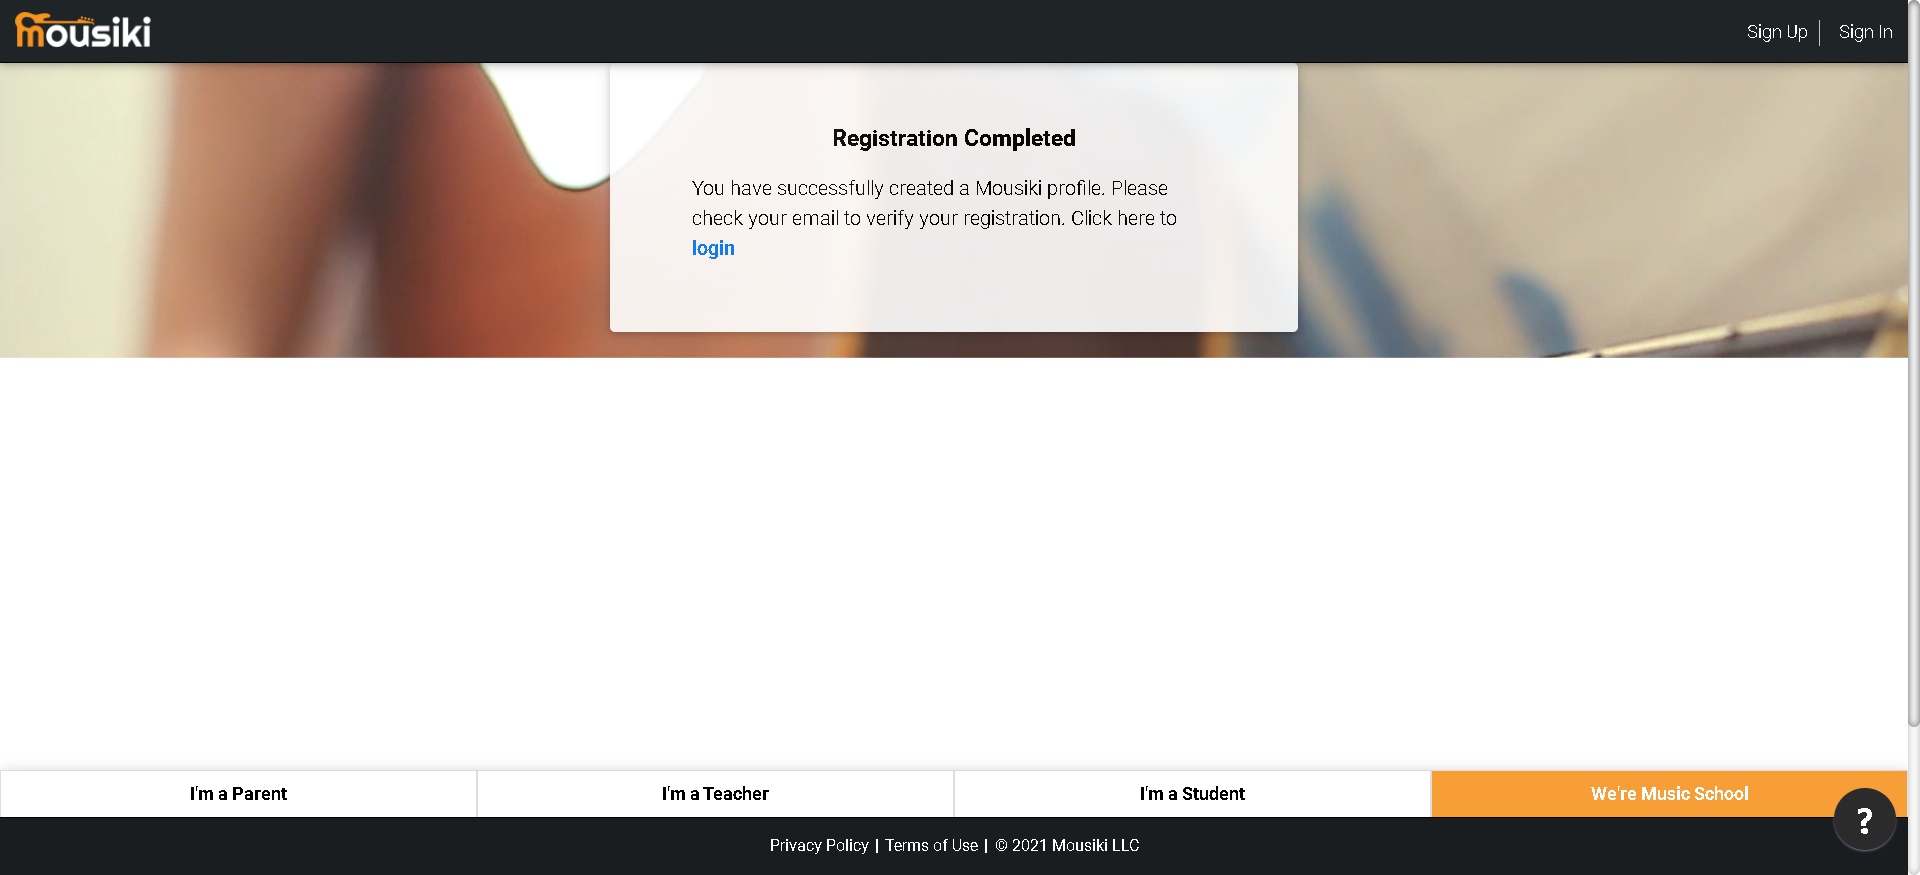 mousiki
Sign Up
Sign In
Registration Completed
You have successfully created a Mousiki profile. Please
check your email to verify your registration. Click here to
login
I'm a Parent
I'm a Teacher
I'm a Student
We're Music School
?
Privacy Policy | Terms of Use | © 2021 Mousiki LLC